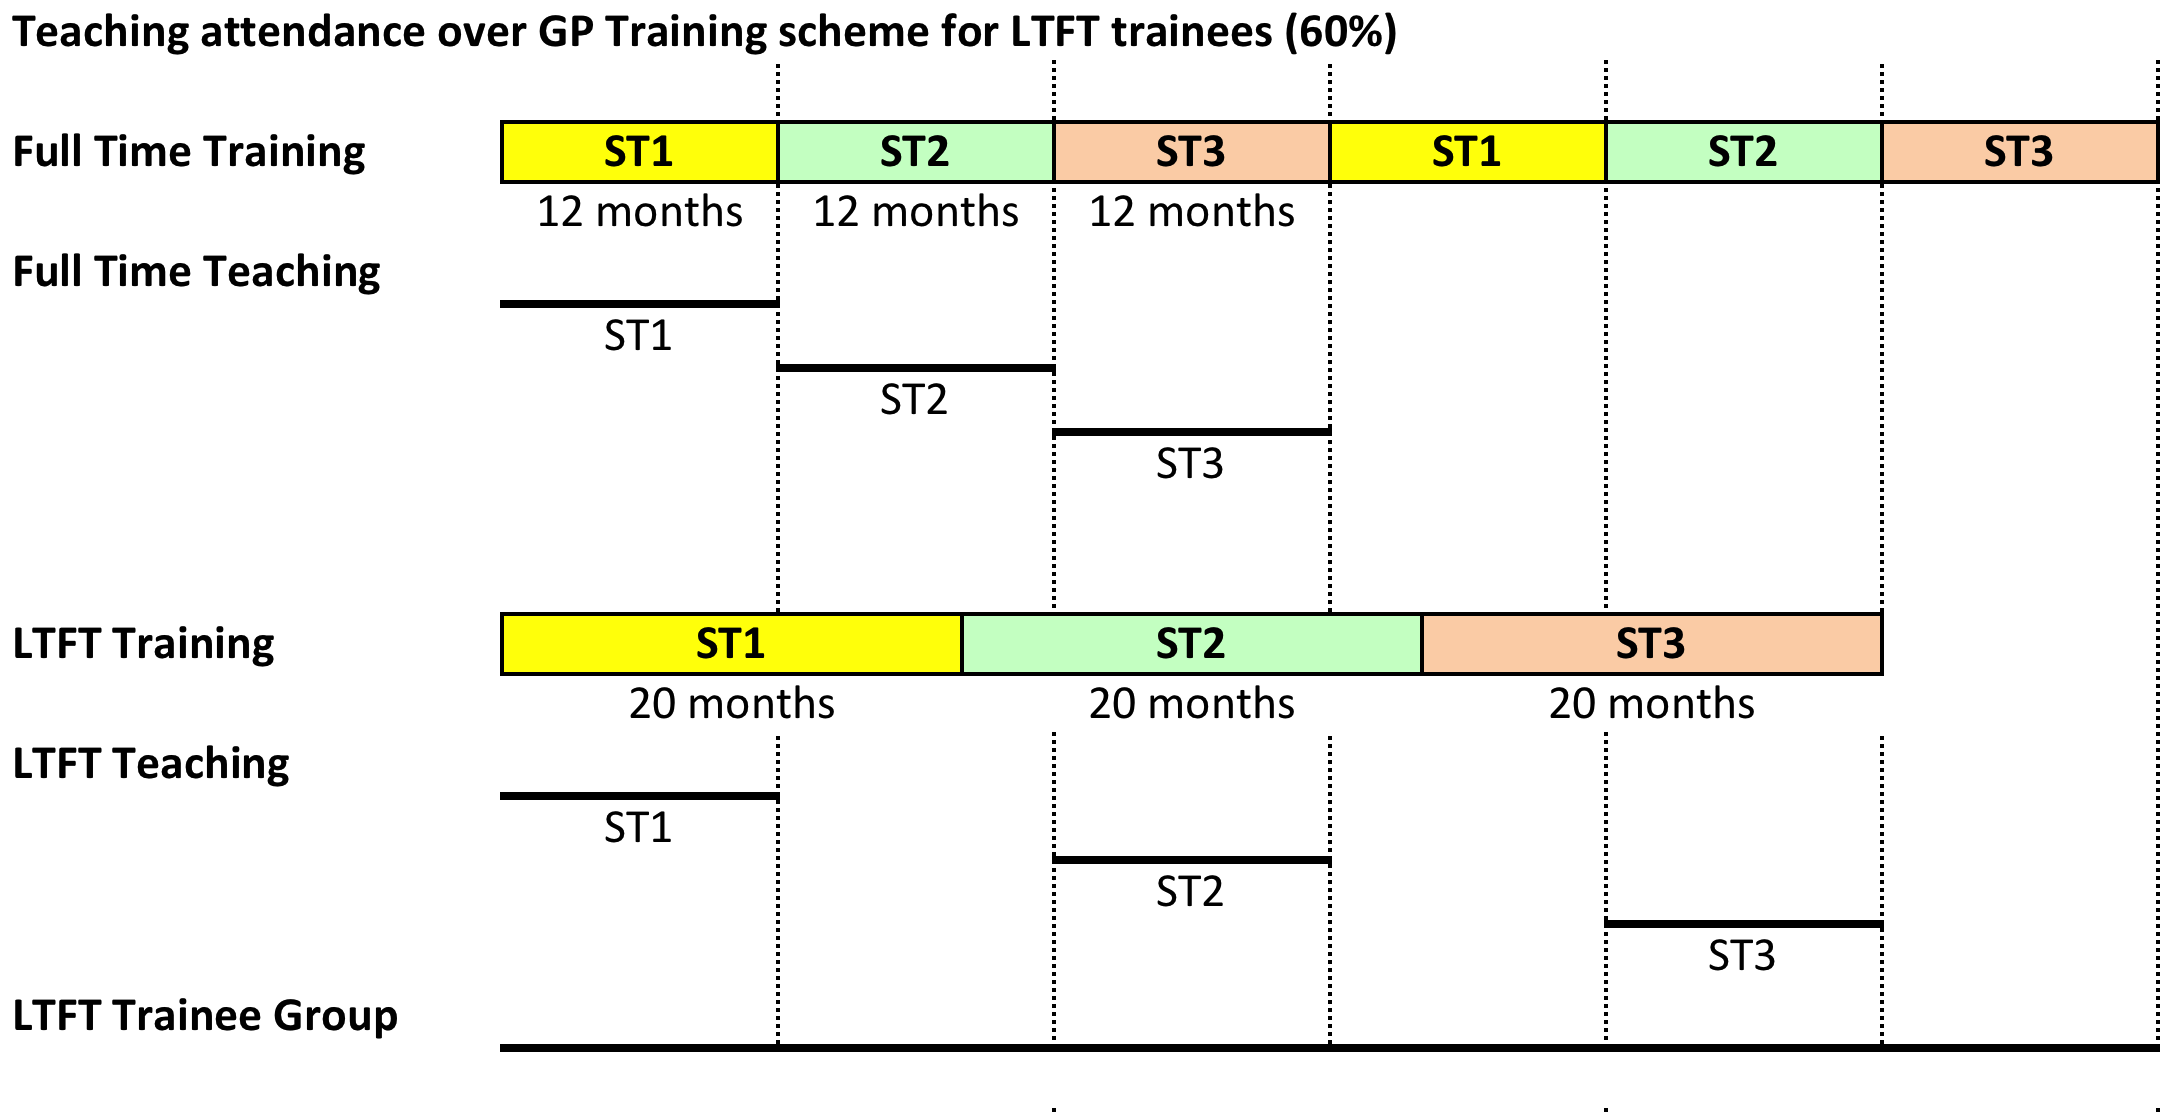 Teaching attendance over GP Training scheme for LTFT trainees (60%)
Full Time Training ST1 ST2 ST3 ST1 ST2 ST3
12 months 12 months 12 months
Full Time Teaching
ST1
ST2
ST3
LTFT Training ST1 ST2 ST3
20 months 20 months 20 months
LTFT Teaching
ST1
ST2
ST3
LTFT Trainee Group